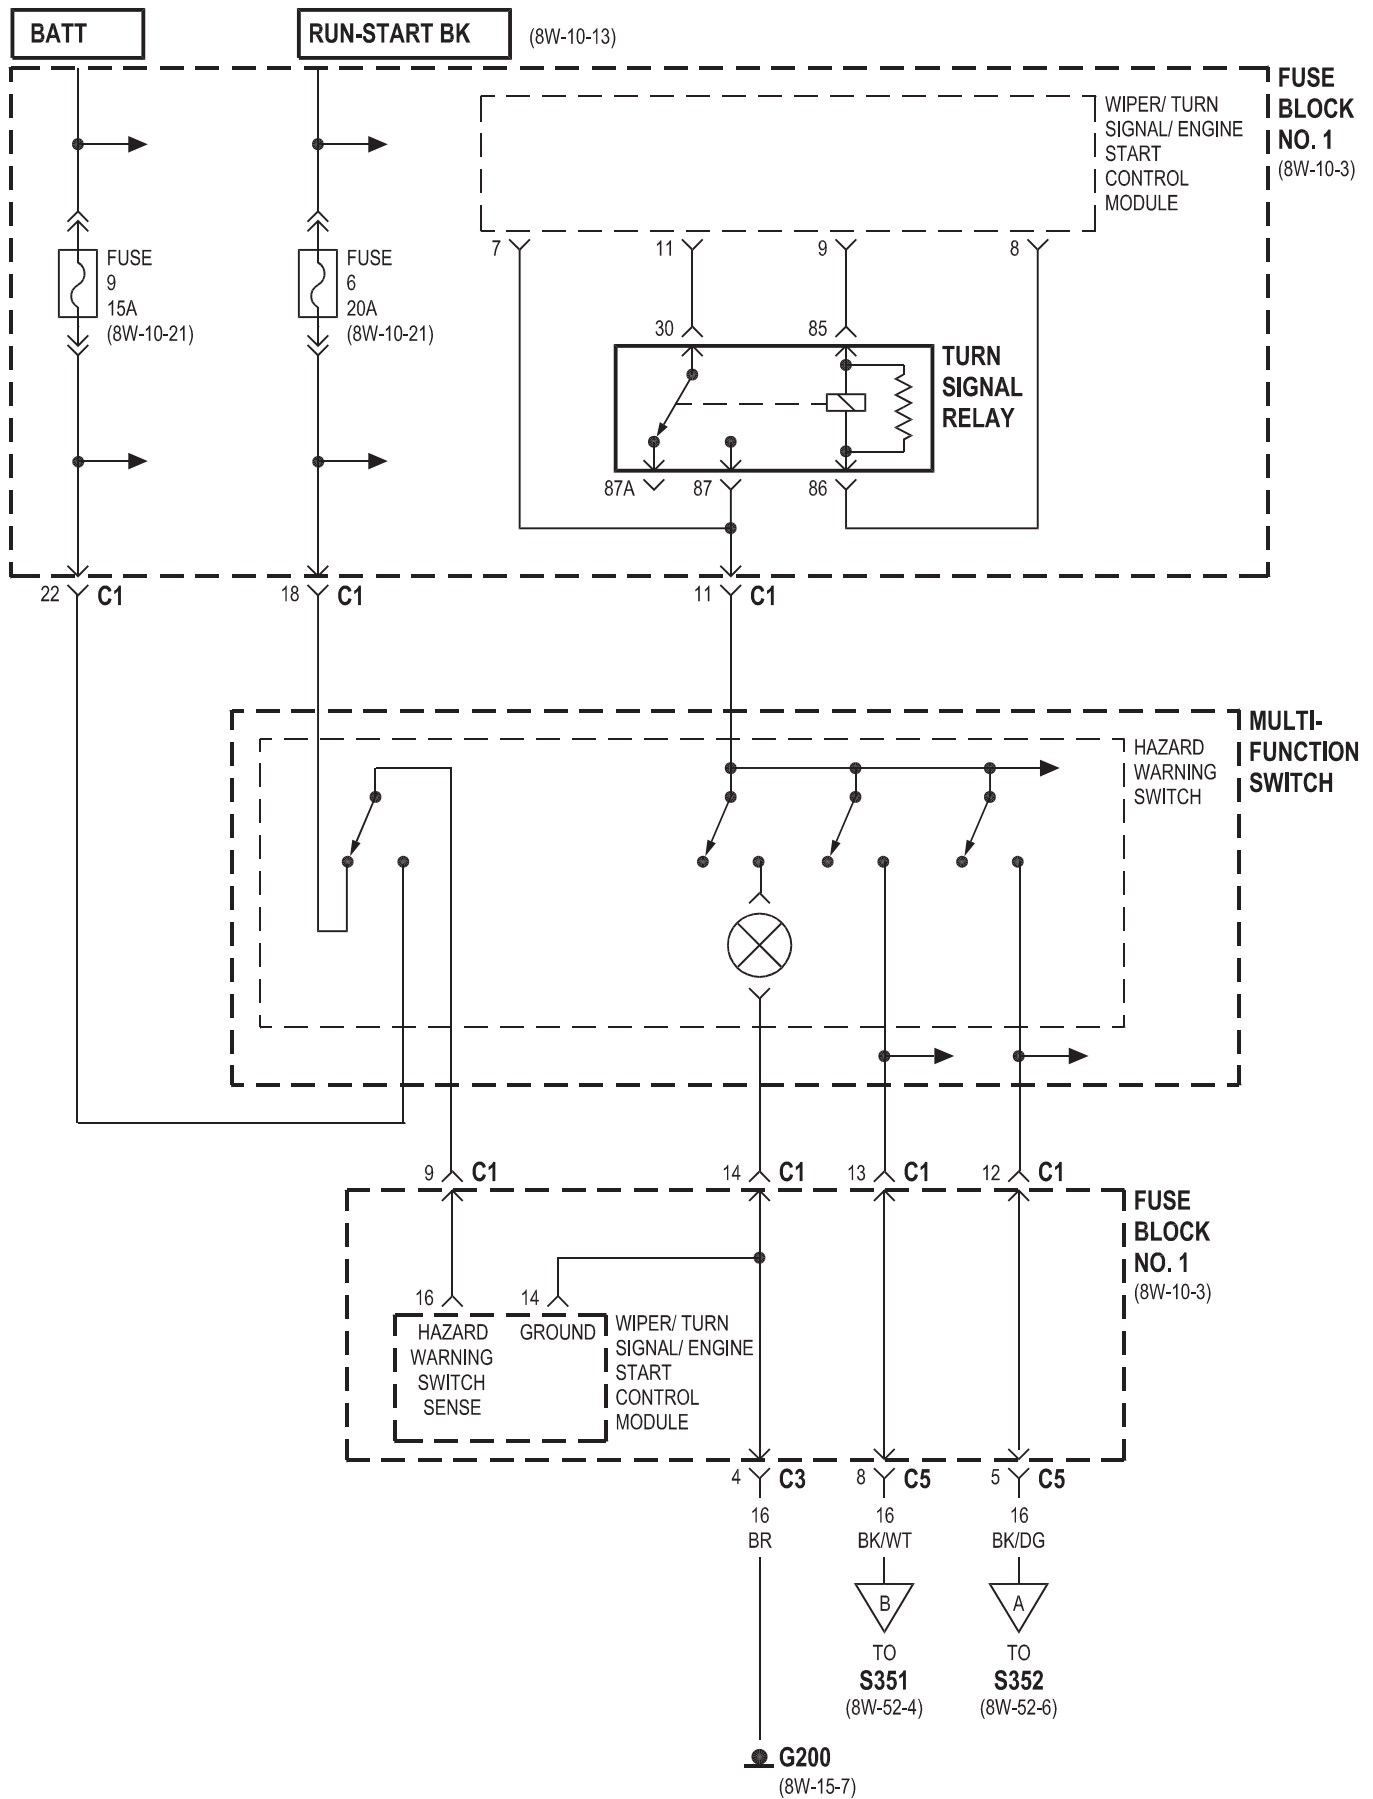 BATT
RUN-START BK
(8W-10-13)
FUSE
BLOCK
NO. 1
(8W-10-3)
WIPER/ TURN
SIGNAL/ ENGINE
START
CONTROL
MODULE
7
11
9
8
FUSE
9
15A
(8W-10-21)
FUSE
6
20A
(8W-10-21)
30
85
TURN
SIGNAL
RELAY
87A
87
86
22
C1
18
C1
11
C1
MULTI-
FUNCTION
SWITCH
HAZARD
WARNING
SWITCH
9
C1
14
C1
13
C1
12
C1
FUSE
BLOCK
NO. 1
(8W-10-3)
16
14
HAZARD
WARNING
SWITCH
SENSE
GROUND
WIPER/ TURN
SIGNAL/ ENGINE
START
CONTROL
MODULE
4
C3
8
C5
5
C5
16
BR
16
BK/WT
16
BK/DG
B
A
TO
S351
(8W-52-4)
TO
S352
(8W-52-6)
G200
(8W-15-7)